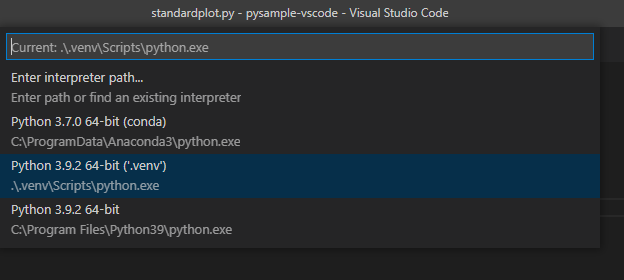 standardplot.py - pysample-vscode - Visual Studio Code
Current: .\.venv\Scripts\python.exe
Enter interpreter path...
Enter path or find an existing interpreter
Python 3.7.0 64-bit (conda)
C:\ProgramData\Anaconda3\python.exe
Python 3.9.2 64-bit ('.venv')
.\.venv\Scripts\python.exe
Python 3.9.2 64-bit
C:\Program Files\Python39\python.exe